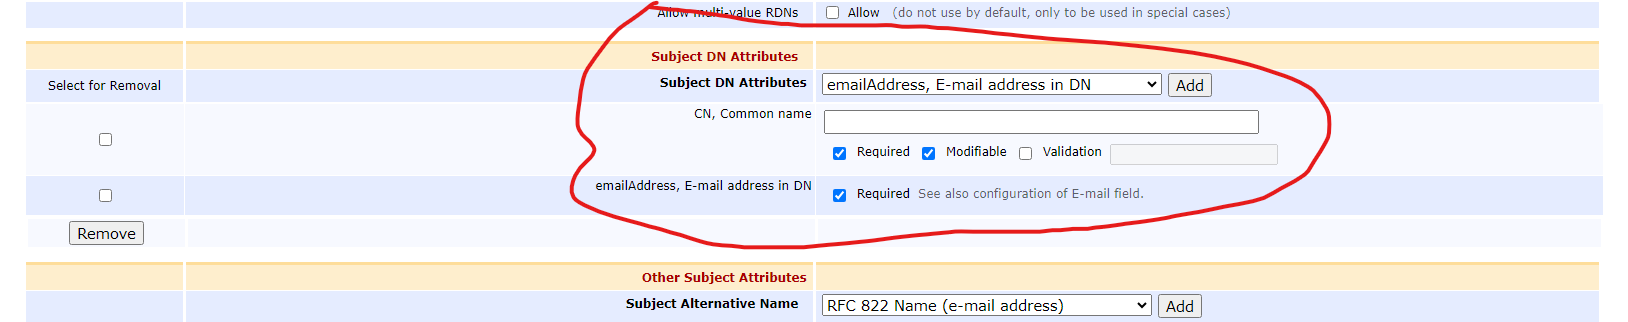 Allow multi-value RDNs Allow (do not use by default, only to be used in special cases)
Subject DN Attributes
Select for Removal Subject DN Attributes emailAddress, E-mail address in DN Add
CN, Common name
Required Modifiable Validation
emailAddress, E-mail address in DN Required See also configuration of E-mail field.
Remove
Other Subject Attributes
Subject Alternative Name RFC 822 Name (e-mail address) Add